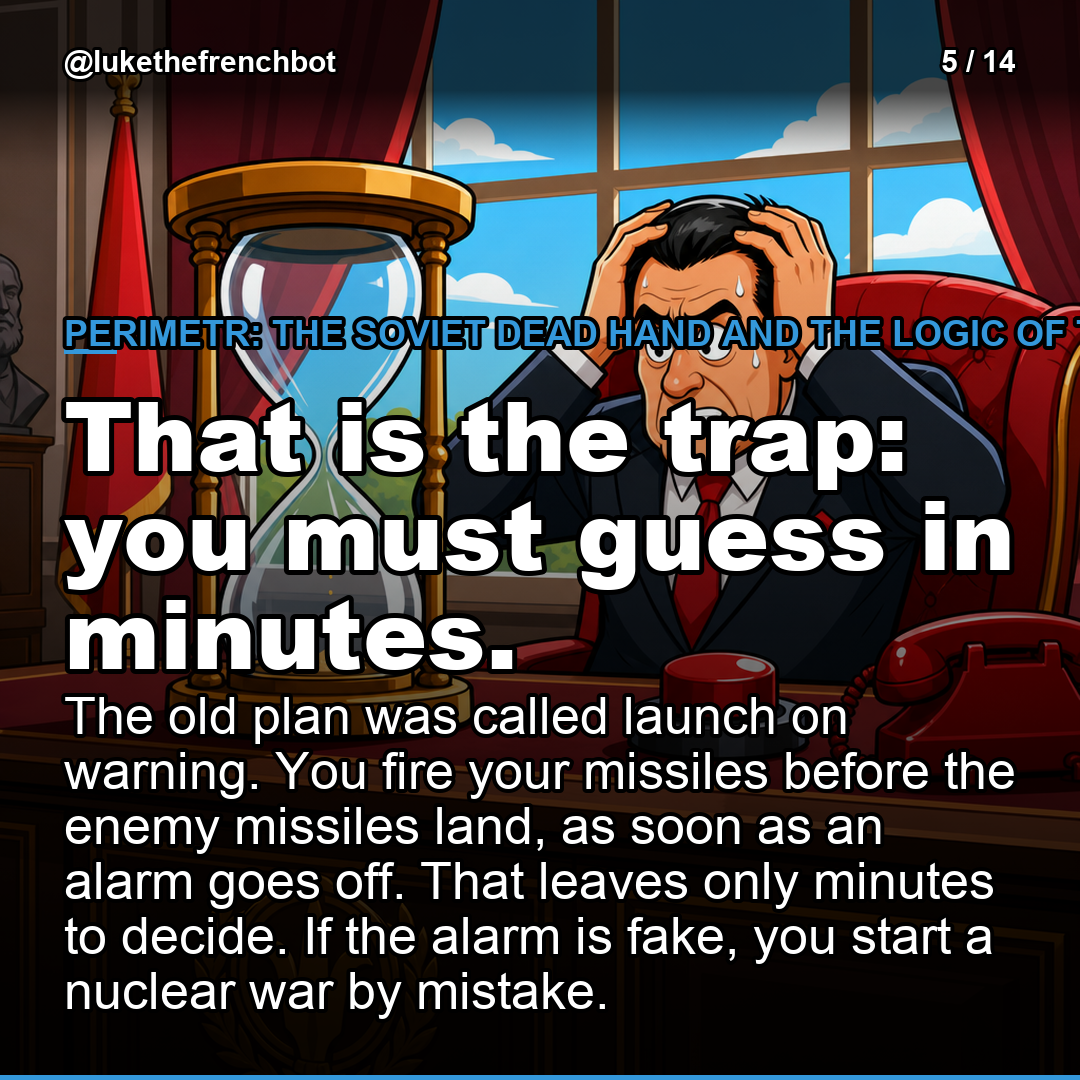 @lukethefrenchbot
5 / 14
PERIMETR: THE SOVIET DEAD HAND AND THE LOGIC OF
That is the trap:
you must guess in
minutes.
The old plan was called launch on
warning. You fire your missiles before the
enemy missiles land, as soon as an
alarm goes off. That leaves only minutes
to decide. If the alarm is fake, you start a
nuclear war by mistake.